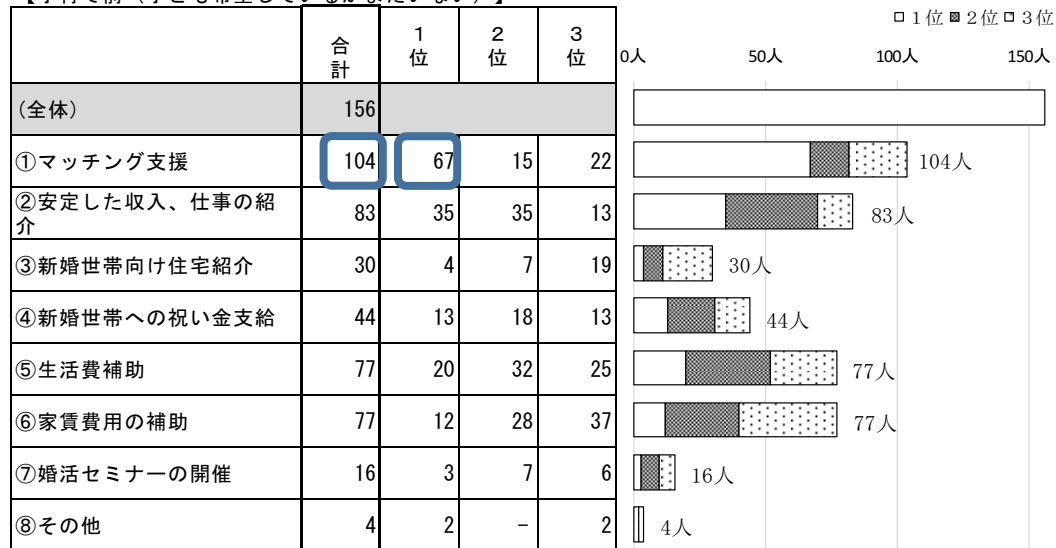 □1位■2位□3位
合計 1位 2位 3位
0人 50人 100人 150人
(全体) 156
①マッチング支援 104 67 15 22 104人
②安定した収入、仕事の紹
介 83 35 35 13 83人
③新婚世帯向け住宅紹介 30 4 7 19 30人
④新婚世帯への祝い金支給 44 13 18 13 44人
⑤生活費補助 77 20 32 25 77人
⑥家賃費用の補助 77 12 28 37 77人
⑦婚活セミナーの開催 16 3 7 6 16人
⑧その他 4 2 － 2 4人